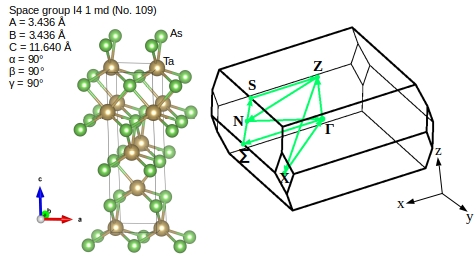 Space group I4 1 md (No. 109)
A = 3.436 Å
B = 3.436 Å
C = 11.640 Å
α = 90°
β = 90°
γ = 90°
As
Ta
c
b
a
Z
S
N
Γ
Σ
X
z
x
y